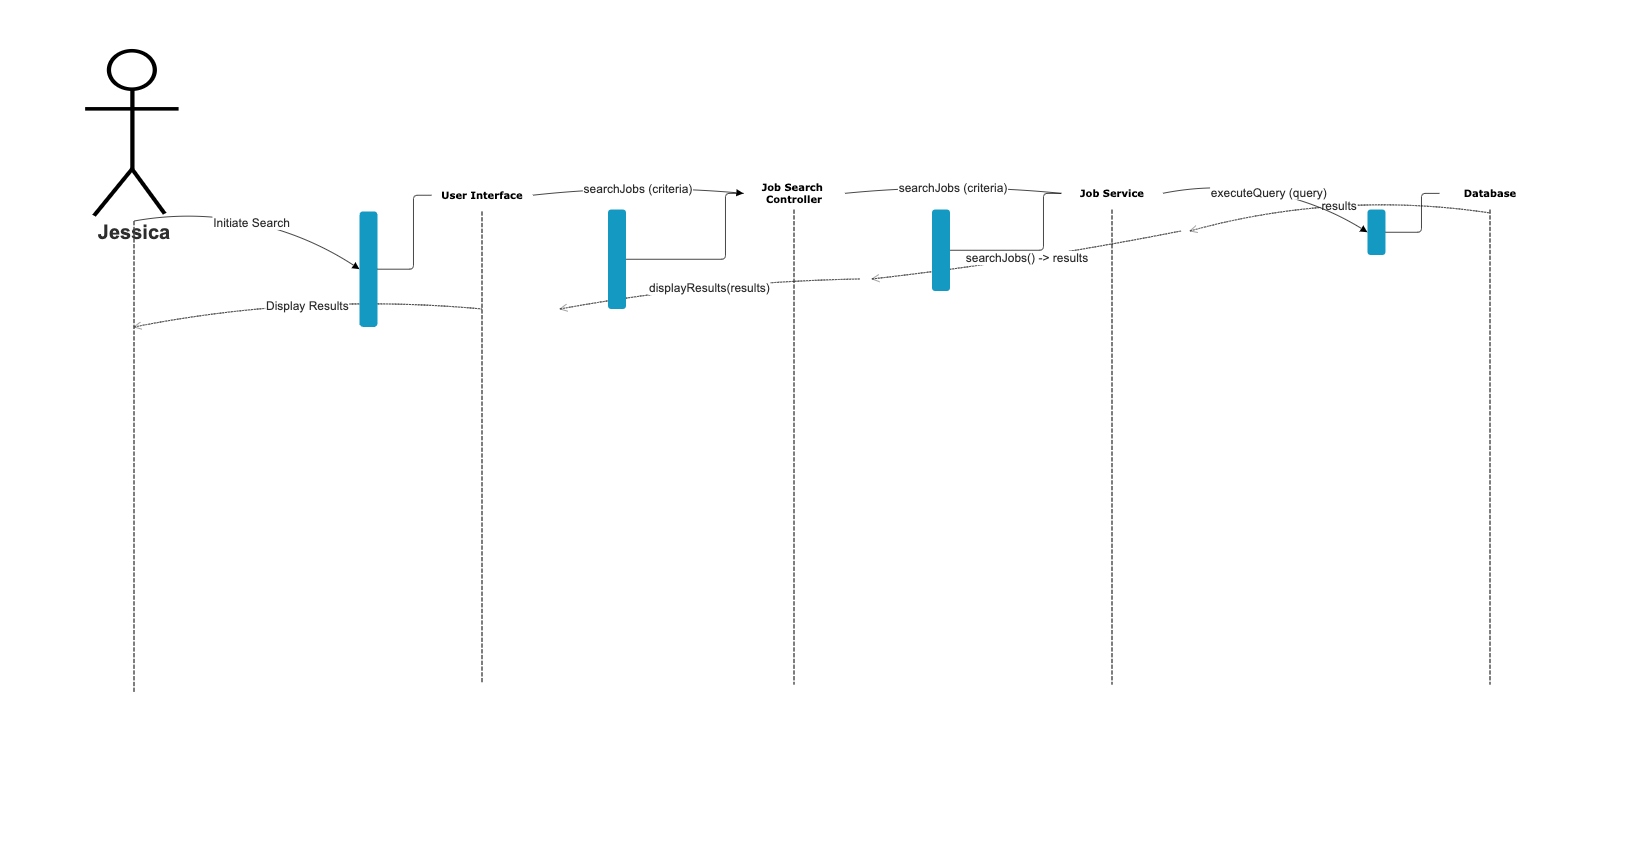 Jessica
Initiate Search
User Interface
searchJobs (criteria)
Job Search
Controller
searchJobs (criteria)
Job Service
executeQuery (query)
Database
results
searchJobs() -> results
displayResults(results)
Display Results